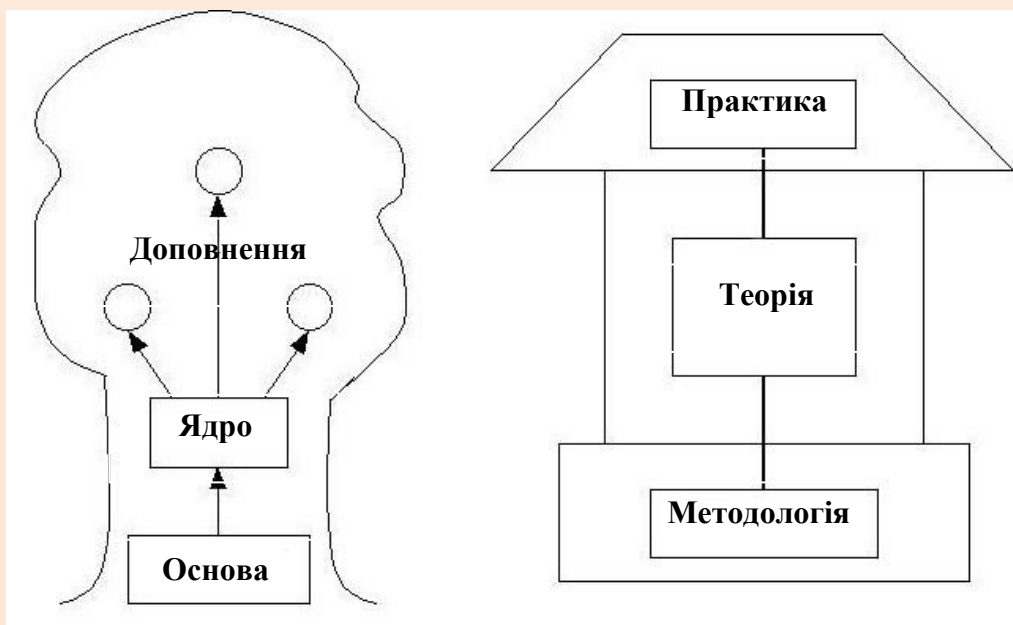 Доповнення
Ядро
Основа
Практика
Теорія
Методологія